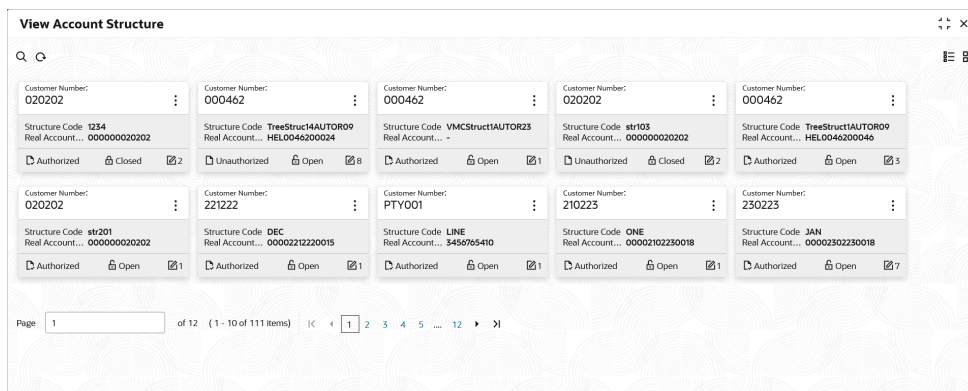 View Account Structure
Customer Number:
020202
Structure Code 1234
Real Account... 000000020202
Authorized Closed 2
Customer Number:
000462
Structure Code TreeStruc14AUTOR09
Real Account... HEL0046200024
Unauthorized Open 8
Customer Number:
000462
Structure Code VMCStruct1AUTOR23
Real Account... -
Authorized Open 1
Customer Number:
020202
Structure Code str103
Real Account... 000000020202
Unauthorized Closed 2
Customer Number:
000462
Structure Code TreeStruct1AUTOR09
Real Account... HEL0046200046
Authorized Open 3
Customer Number:
020202
Structure Code str201
Real Account... 000000020202
Authorized Open 1
Customer Number:
221222
Structure Code DEC
Real Account... 00002212220015
Authorized Open 1
Customer Number:
PTY001
Structure Code LINE
Real Account... 3456765410
Authorized Open 1
Customer Number:
210223
Structure Code ONE
Real Account... 00002102230018
Authorized Open 1
Customer Number:
230223
Structure Code JAN
Real Account... 00002302230018
Authorized Open 7
Page 1 of 12 ( 1 - 10 of 111 items) 1 2 3 4 5 .... 12